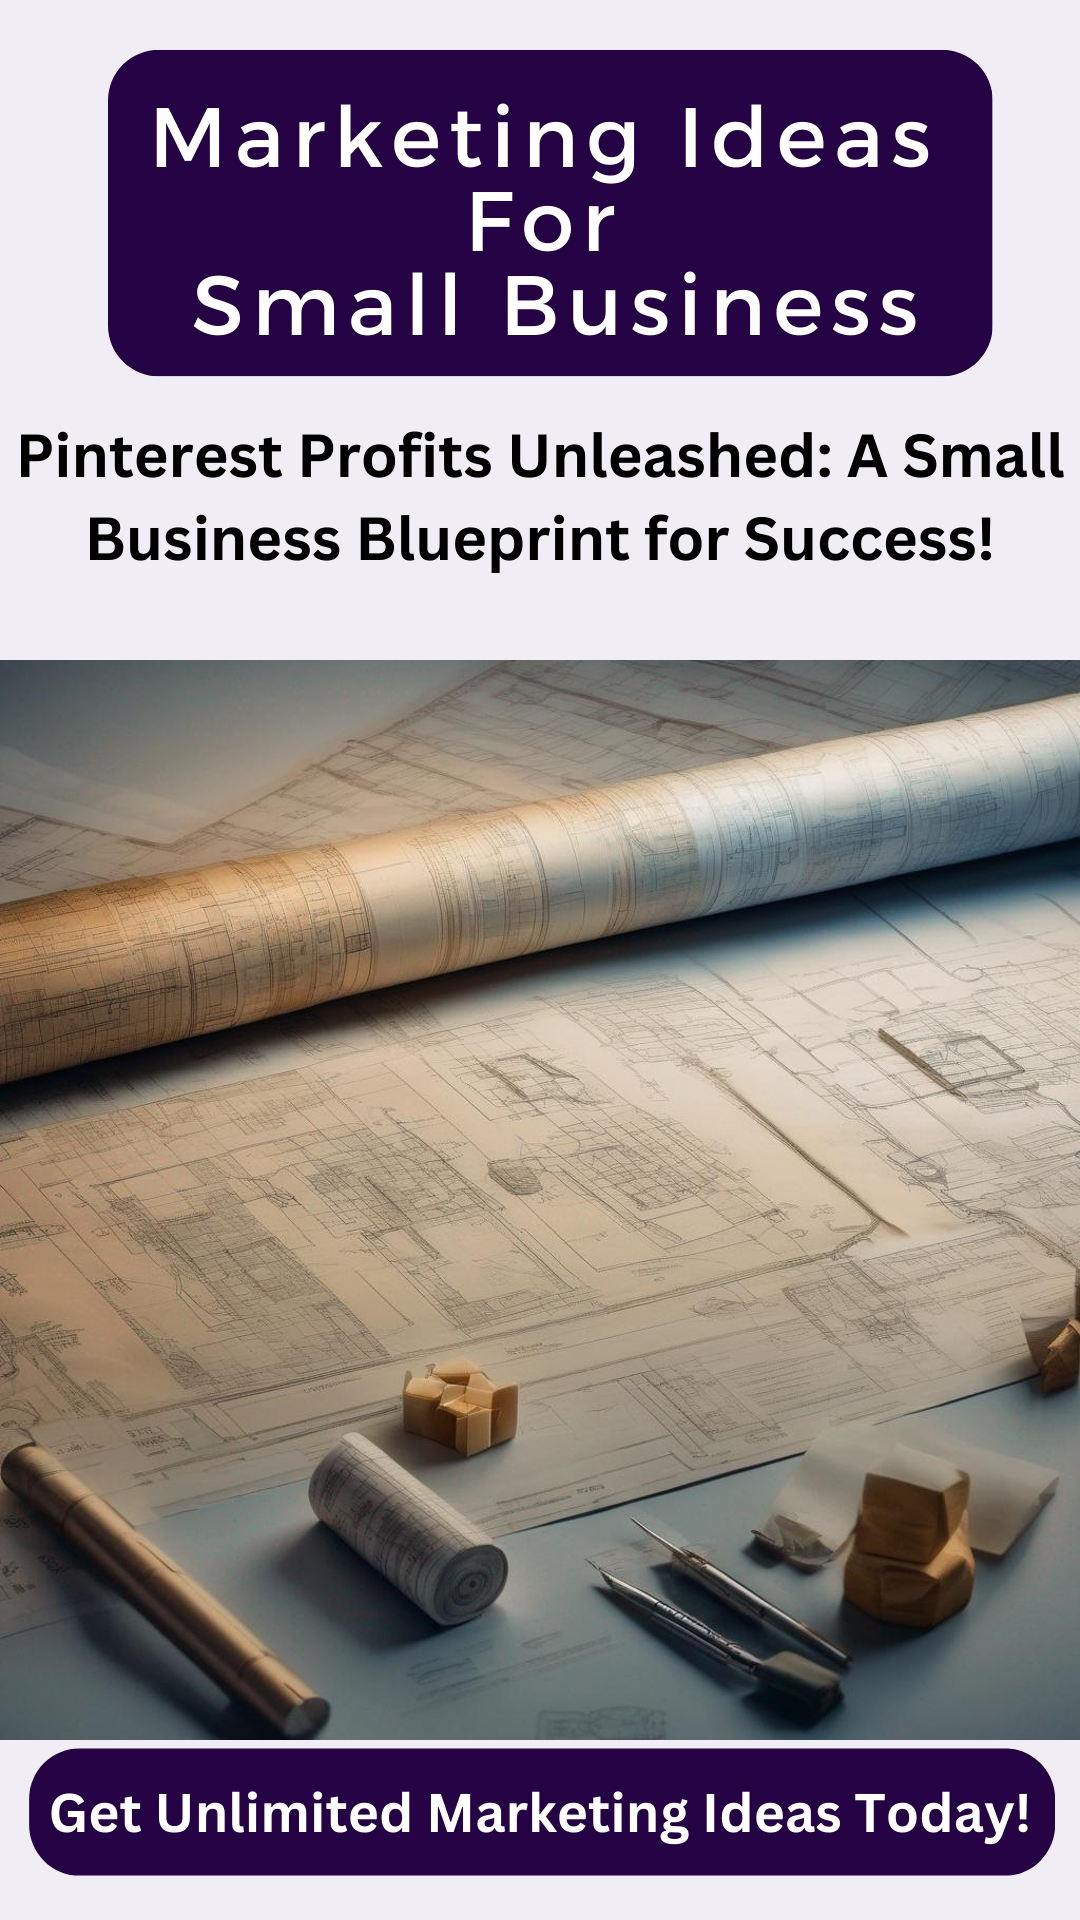 Marketing Ideas
For
Small Business
Pinterest Profits Unleashed: A Small
Business Blueprint for Success!
Get Unlimited Marketing Ideas Today!